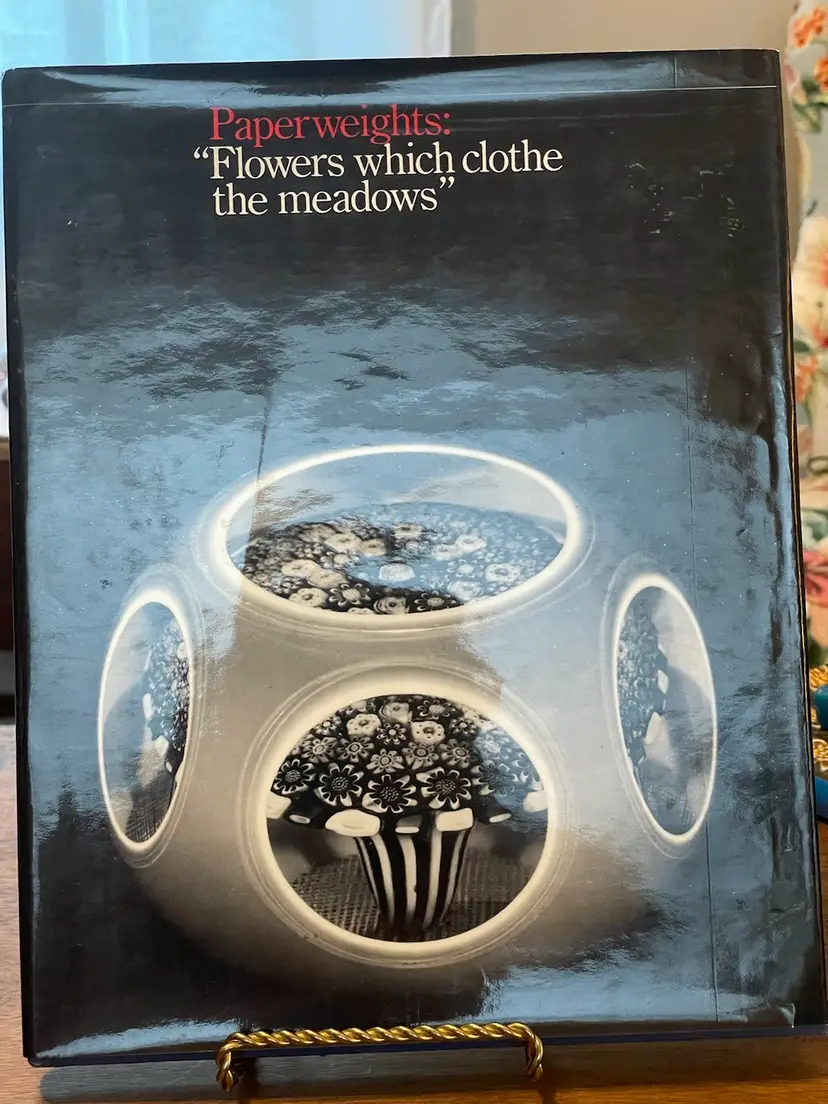 Paperweights:
“Flowers which clothe
the meadows”